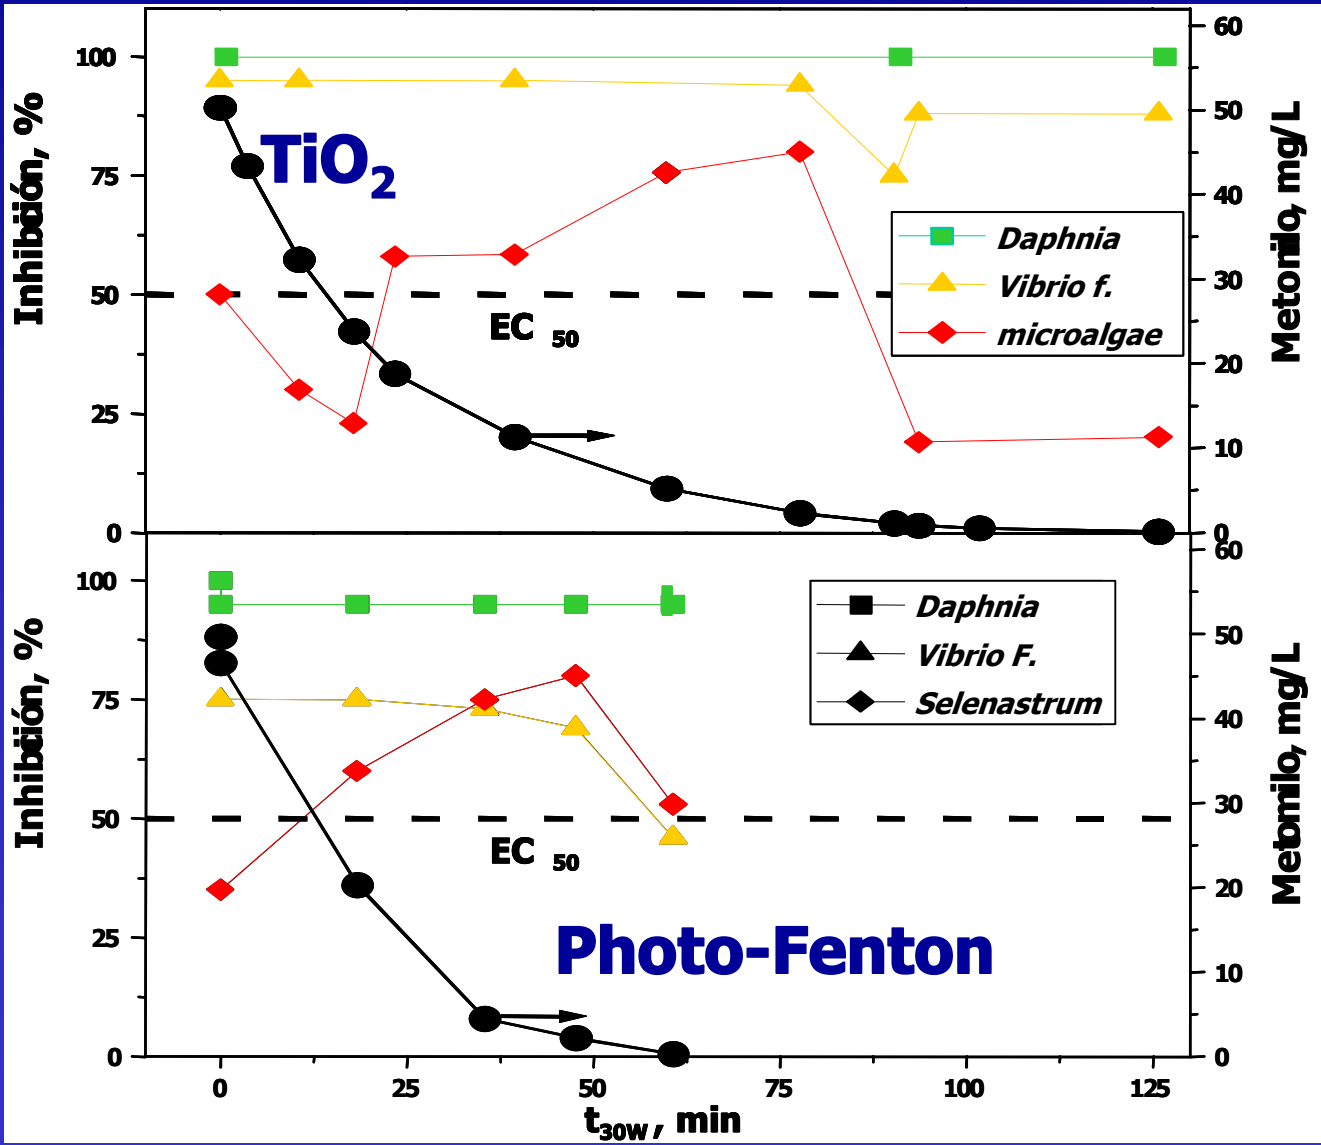 100
75
50
25
0
Inhibición, %
60
50
40
30
20
10
0
Metomilo, mg/L
TiO2
EC 50
Daphnia
Vibrio f.
microalgae
100
75
50
25
0
Inhibición, %
60
50
40
30
20
10
0
Metomilo, mg/L
Daphnia
Vibrio F.
Selenastrum
EC 50
Photo-Fenton
0 25 50 75 100 125
t30W, min